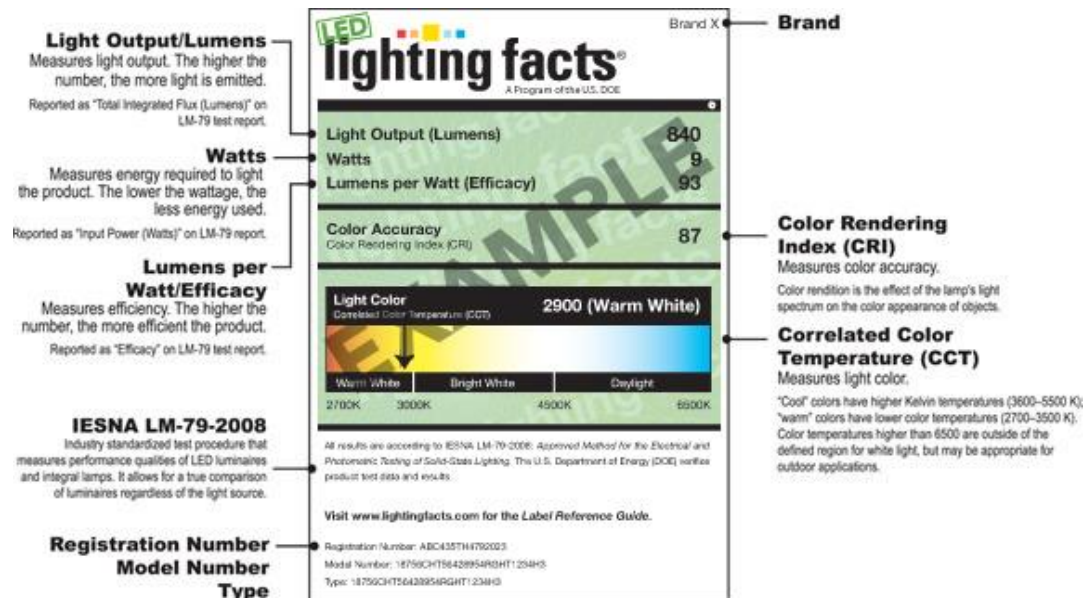 Light Output/Lumens
Measures light output. The higher the
number, the more light is emitted.
Reported as "Total Integrated Flux (Lumens)" on
LM-79 test report.
Watts
Measures energy required to light
the product. The lower the wattage, the
less energy used.
Reported as "Input Power (Watts)" on LM-79 report.
Lumens per
Watt/Efficacy
Measures efficiency. The higher the
number, the more efficient the product.
Reported as "Efficacy" on LM-79 test report.
IESNA LM-79-2008
Industry standardized test procedure that
measures performance qualities of LED luminaires
and integral lamps. It allows for a true comparison
of luminaires regardless of the light source.
Registration Number
Model Number
Type
LED
Brand X
lighting facts®
A Program of the U.S. DOE
Light Output (Lumens) 840
Watts 9
Lumens per Watt (Efficacy) 93
Color Accuracy
Color Rendering Index (CRI) 87
Light Color
Correlated Color Temperature (CCT) 2900 (Warm White)
Warm White Bright White Daylight
2700K 3000K 4500K 6500K
EXAMPLE
All results are according to IESNA LM-79-2008: Approved Method for the Electrical and
Photometric Testing of Solid-State Lighting. The U.S. Department of Energy (DOE) verifies
product test data and results.
Visit www.lightingfacts.com for the Label Reference Guide.
Registration Number: ABC435TH4792023
Model Number: 18756CHT56428954RGHT1234H3
Type: 18756CHT56428954RGHT1234H3
Brand
Color Rendering
Index (CRI)
Measures color accuracy.
Color rendition is the effect of the lamp's light
spectrum on the color appearance of objects.
Correlated Color
Temperature (CCT)
Measures light color.
"Cool" colors have higher Kelvin temperatures (3600–5500 K);
"warm" colors have lower color temperatures (2700–3500 K).
Color temperatures higher than 6500 are outside of the
defined region for white light, but may be appropriate for
outdoor applications.